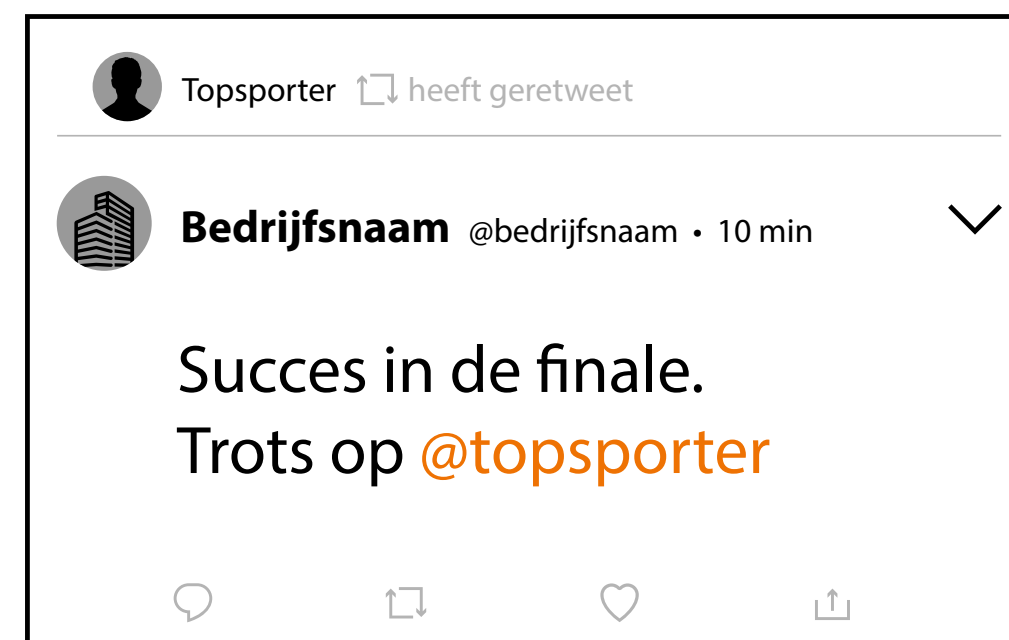 Topsporter heeft geretweet
Bedrijfsnaam @bedrijfsnaam • 10 min
Succes in de finale.
Trots op @topsporter